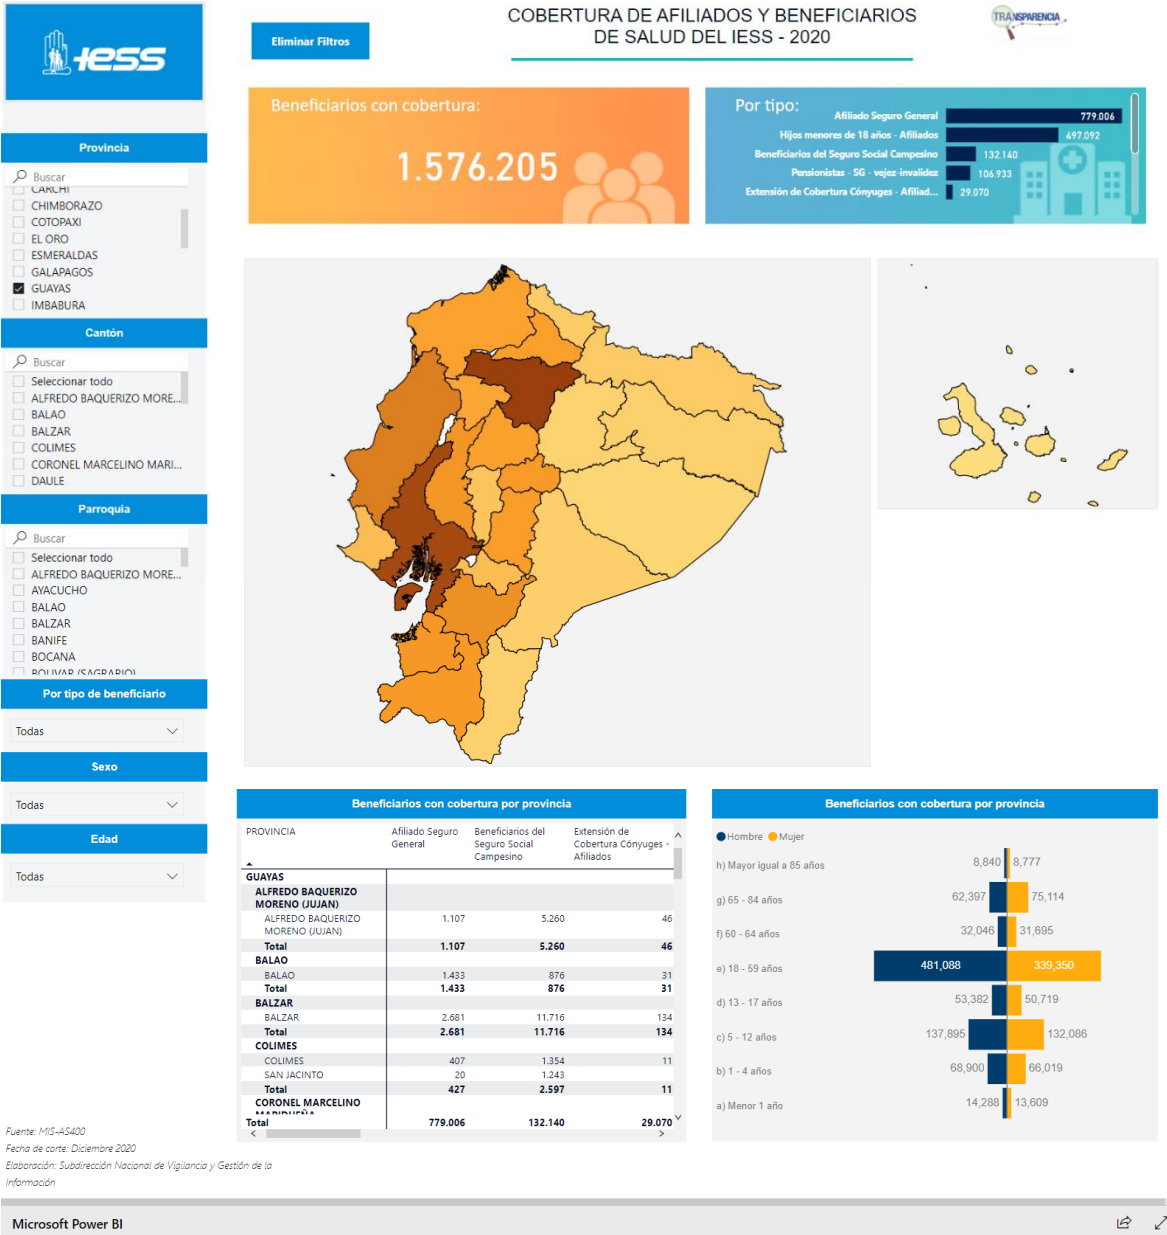 IESS
Eliminar Filtros
COBERTURA DE AFILIADOS Y BENEFICIARIOS
DE SALUD DEL IESS - 2020
TRANSPARENCIA
Beneficiarios con cobertura:
1.576.205
Por tipo:
Afiliado Seguro General 779.006
Hijos menores de 18 años - Afiliados 497.092
Beneficiarios del Seguro Social Campesino 132.140
Pensionistas - SG - vejez-invalidez 106.933
Extensión de Cobertura Cónyuges - Afiliad... 29.070
Provincia
Buscar
CARCHI
CHIMBORAZO
COTOPAXI
EL ORO
ESMERALDAS
GALAPAGOS
GUAYAS
IMBABURA
Cantón
Buscar
Seleccionar todo
ALFREDO BAQUERIZO MORE...
BALAO
BALZAR
COLIMES
CORONEL MARCELINO MARI...
DAULE
Parroquia
Buscar
Seleccionar todo
ALFREDO BAQUERIZO MORE...
AYACUCHO
BALAO
BALZAR
BANIFE
BOCANA
BOLIVAR (SAGRARIO)
Por tipo de beneficiario
Todas
Sexo
Todas
Edad
Todas
Beneficiarios con cobertura por provincia
PROVINCIA Afiliado Seguro Beneficiarios del Extensión de
General Seguro Social Cobertura Cónyuges -
Campesino Afiliados
GUAYAS
ALFREDO BAQUERIZO
MORENO (JUJAN)
ALFREDO BAQUERIZO 1.107 5.260 46
MORENO (JUJAN)
Total 1.107 5.260 46
BALAO
BALAO 1.433 876 31
Total 1.433 876 31
BALZAR
BALZAR 2.681 11.716 134
Total 2.681 11.716 134
COLIMES
COLIMES 407 1.354 11
SAN JACINTO 20 1.243
Total 427 2.597 11
CORONEL MARCELINO
MARIDUEÑA
Total 779.006 132.140 29.070
Beneficiarios con cobertura por provincia
Hombre Mujer
h) Mayor igual a 85 años 8,840 8,777
g) 65 - 84 años 62,397 75,114
f) 60 - 64 años 32,046 31,695
e) 18 - 59 años 481,088 339,350
d) 13 - 17 años 53,382 50,719
c) 5 - 12 años 137,895 132,086
b) 1 - 4 años 68,900 66,019
a) Menor 1 año 14,288 13,609
Fuente: MIS-AS400
Fecha de corte: Diciembre 2020
Elaboración: Subdirección Nacional de Vigilancia y Gestión de la
Información
Microsoft Power BI